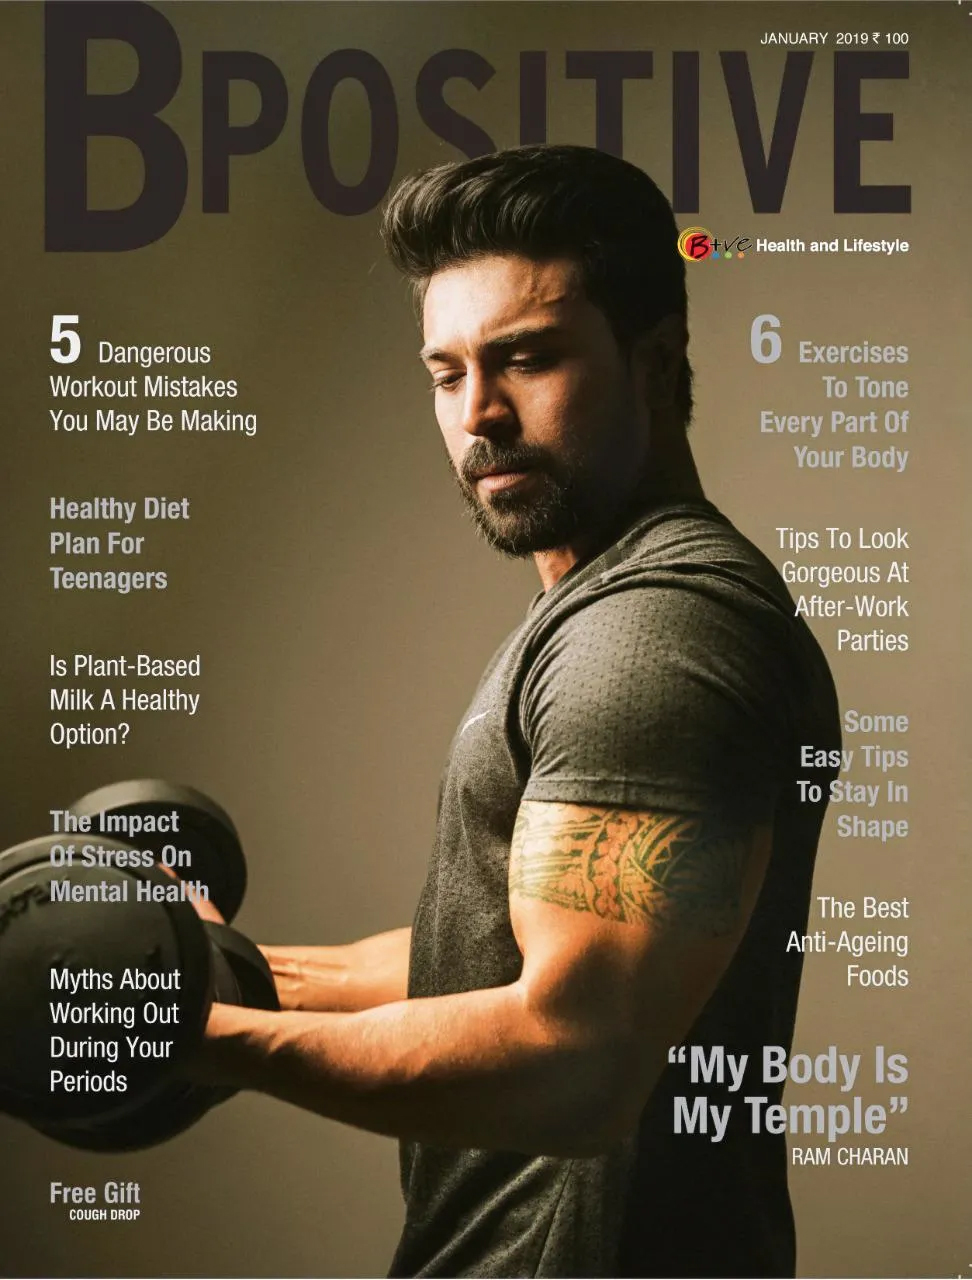 JANUARY 2019 ₹ 100
BPOSITIVE
B+ve Health and Lifestyle
5 Dangerous
Workout Mistakes
You May Be Making
Healthy Diet
Plan For
Teenagers
Is Plant-Based
Milk A Healthy
Option?
The Impact
Of Stress On
Mental Health
Myths About
Working Out
During Your
Periods
Free Gift
COUGH DROP
6 Exercises
To Tone
Every Part Of
Your Body
Tips To Look
Gorgeous At
After-Work
Parties
Some
Easy Tips
To Stay In
Shape
The Best
Anti-Ageing
Foods
“My Body Is
My Temple”
RAM CHARAN